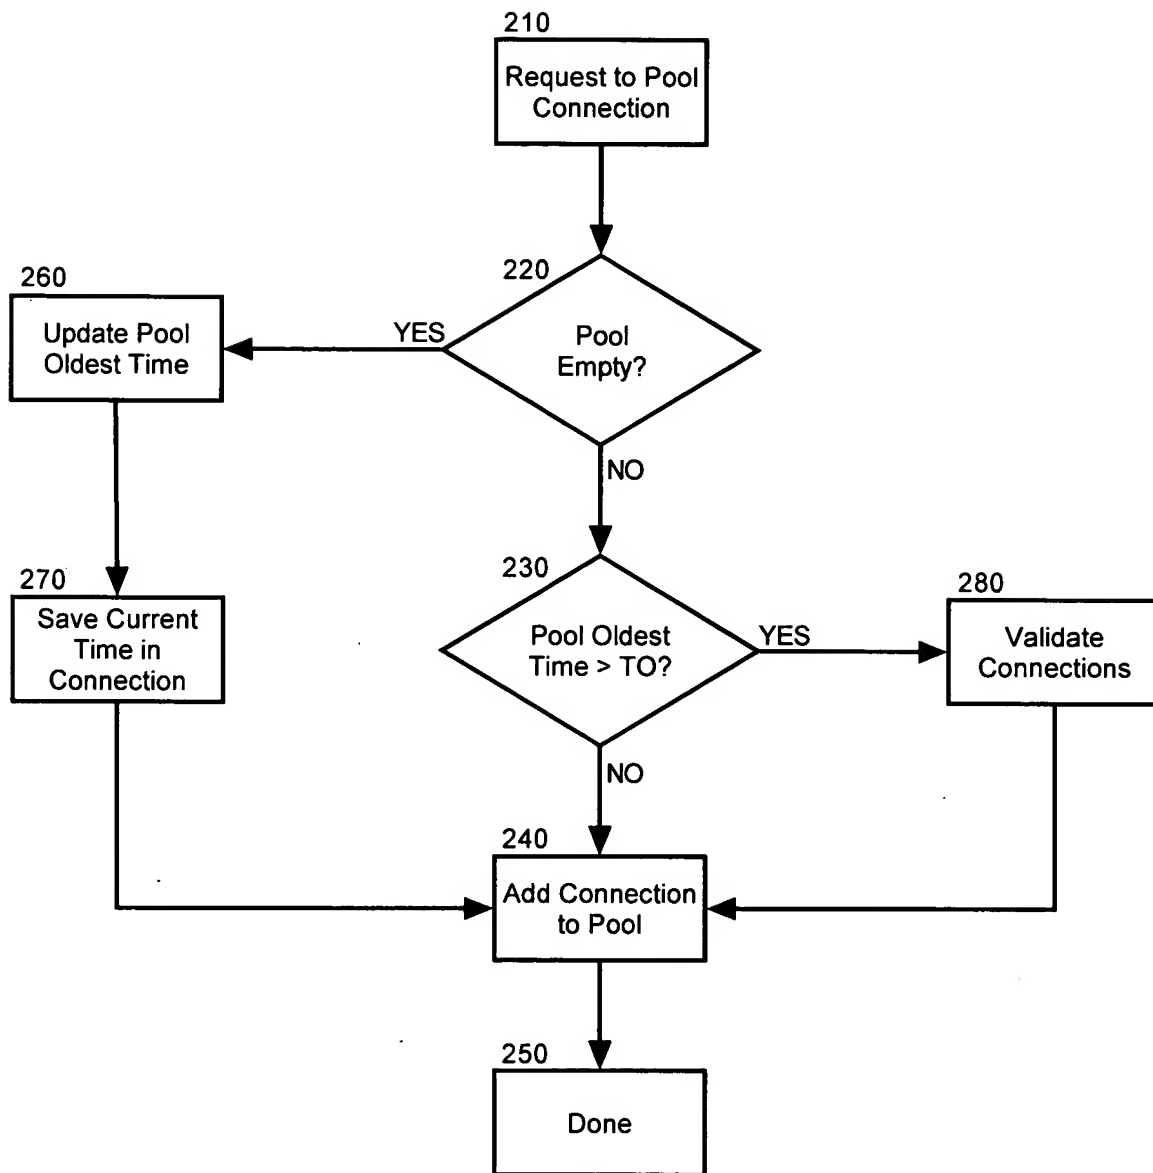 210
Request to Pool
Connection
220
Pool
Empty?
YES
NO
260
Update Pool
Oldest Time
270
Save Current
Time in
Connection
230
Pool Oldest
Time > TO?
YES
NO
280
Validate
Connections
240
Add Connection
to Pool
250
Done